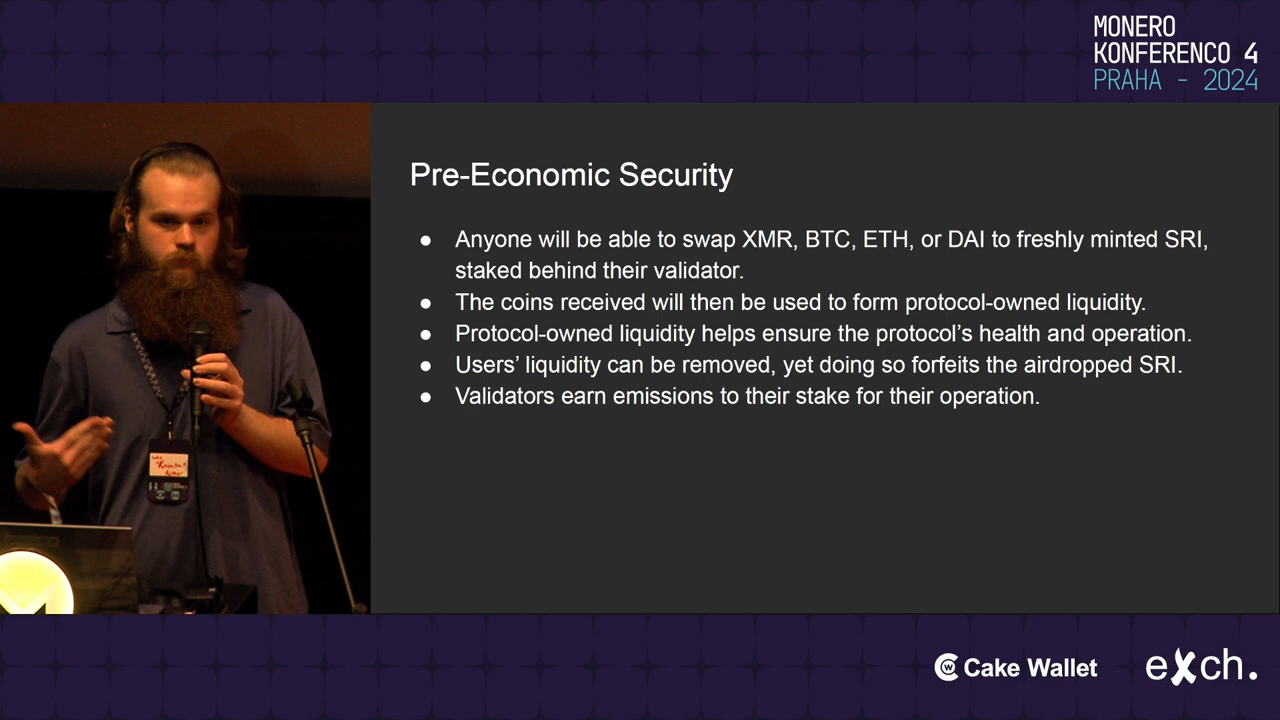 MONERO
KONFERENCO 4
PRAHA - 2024
Pre-Economic Security
● Anyone will be able to swap XMR, BTC, ETH, or DAI to freshly minted SRI,
staked behind their validator.
● The coins received will then be used to form protocol-owned liquidity.
● Protocol-owned liquidity helps ensure the protocol's health and operation.
● Users' liquidity can be removed, yet doing so forfeits the airdropped SRI.
● Validators earn emissions to their stake for their operation.
Cake Wallet
exch.